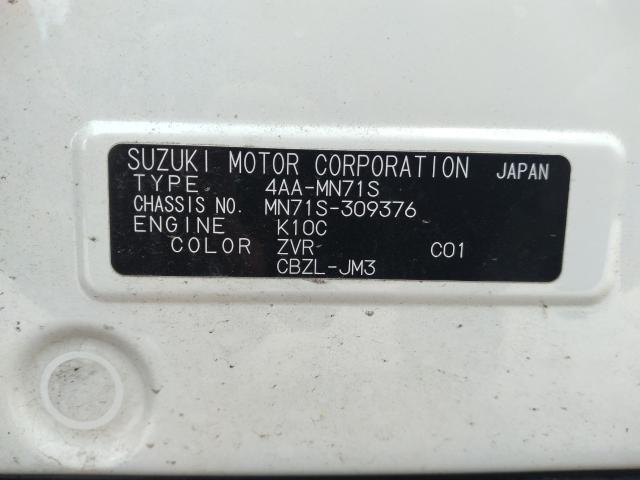 SUZUKI MOTOR CORPORATION JAPAN
TYPE 4AA-MN71S
CHASSIS NO. MN71S-309376
ENGINE K10C
COLOR ZVR C01
CBZL-JM3